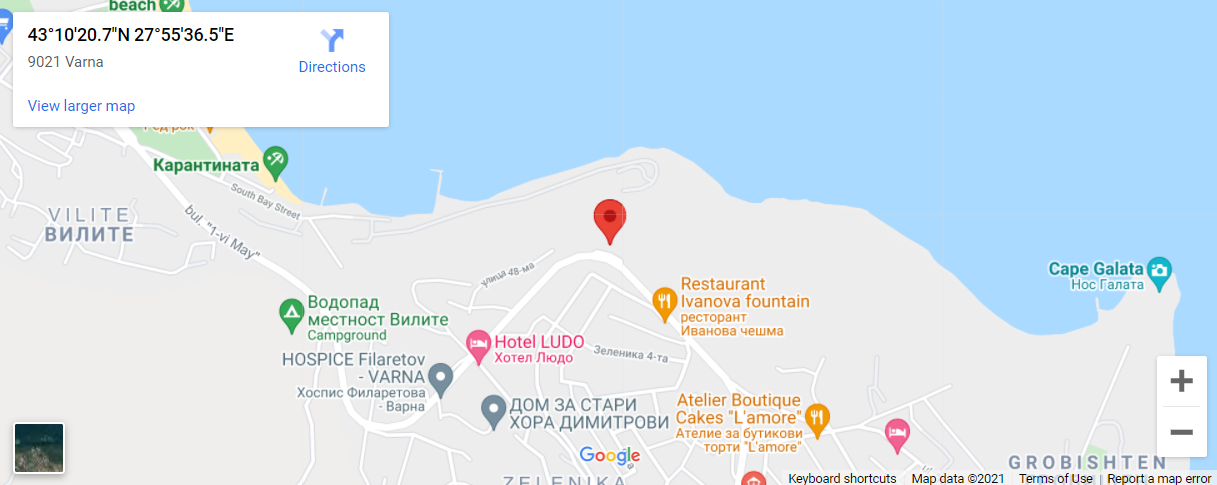 beach
43°10'20.7"N 27°55'36.5"E
9021 Varna
Directions
View larger map
Карантината
South Bay Street
VILITE
ВИЛИТЕ
bul. "1-vi May"
улица 48-ма
Cape Galata
Нос Галата
Restaurant
Ivanova fountain
ресторант
Иванова чешма
Водопад
местност Вилите
Campground
Hotel LUDO
Хотел Людо
Зеленика 4-та
HOSPICE Filaretov
- VARNA
Хоспис Филаретова
- Варна
ДОМ ЗА СТАРИ
ХОРА ДИМИТРОВИ
Atelier Boutique
Cakes "L'amore"
Ателие за бутикови
торти "L'amore"
Google
GROBISHTEN
ZELENIKA
Keyboard shortcuts
Map data ©2021
Terms of Use
Report a map error